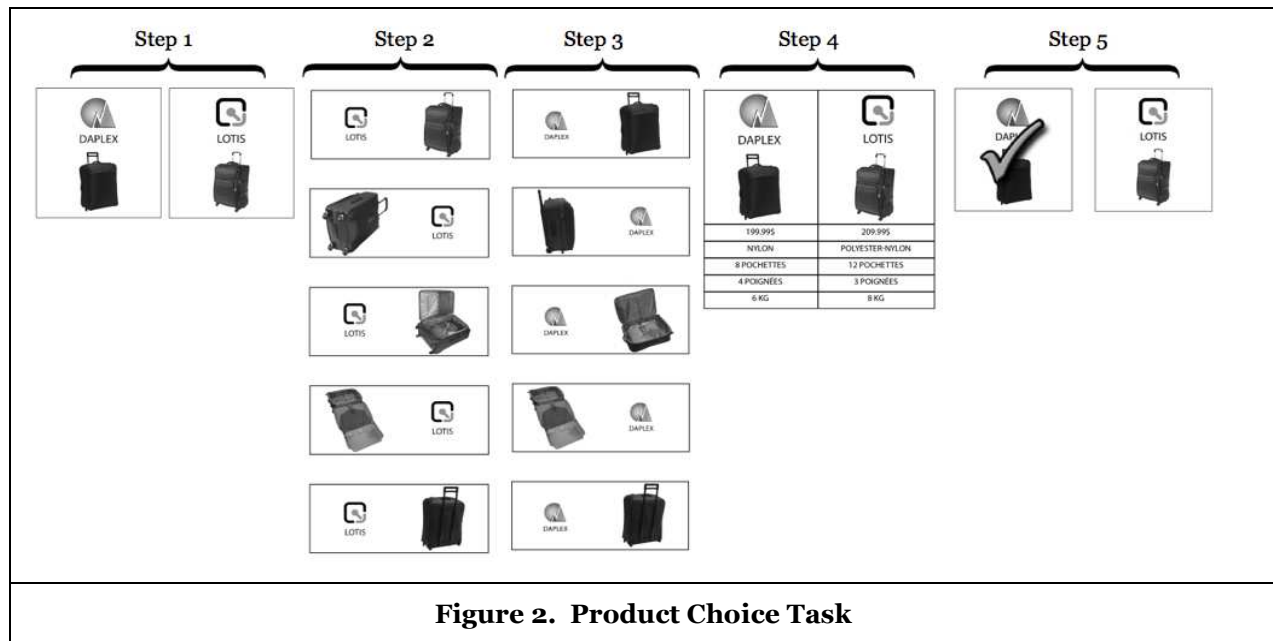 Step 1
Step 2
Step 3
Step 4
Step 5
DAPLEX
LOTIS
LOTIS
LOTIS
LOTIS
LOTIS
LOTIS
DAPLEX
DAPLEX
DAPLEX
DAPLEX
DAPLEX
DAPLEX
LOTIS
199.99$
209.99$
NYLON
POLYESTER-NYLON
8 POCHETTES
12 POCHETTES
4 POIGNÉES
3 POIGNÉES
6 KG
8 KG
LOTIS
Figure 2. Product Choice Task